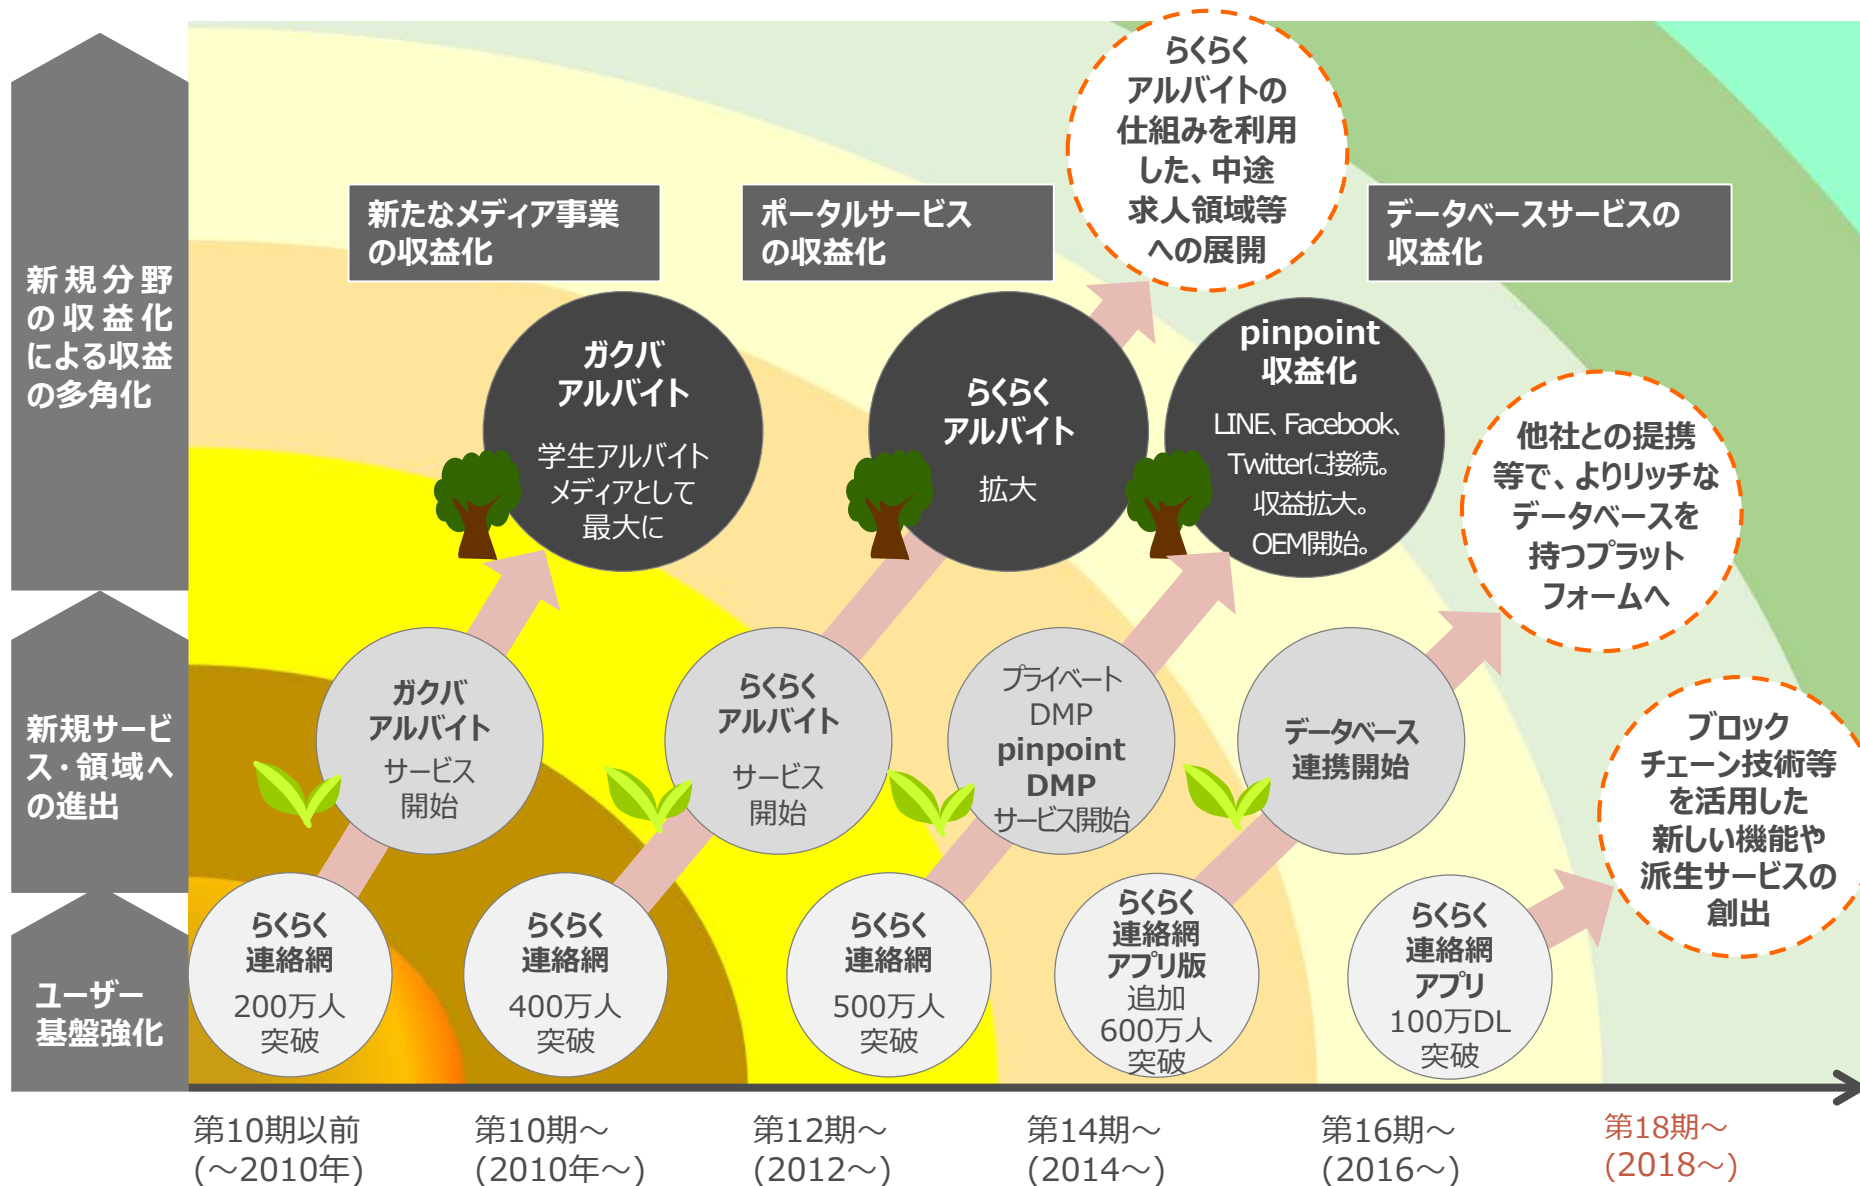 新規分野
の収益化
による収益
の多角化
新規サービ
ス・領域へ
の進出
ユーザー
基盤強化
新たなメディア事業
の収益化
ポータルサービス
の収益化
データベースサービスの
収益化
らくらく
アルバイトの
仕組みを利用
した、中途
求人領域等
への展開
ガクバ
アルバイト
学生アルバイト
メディアとして
最大に
らくらく
アルバイト
拡大
pinpoint
収益化
LINE、Facebook、
Twitterに接続。
収益拡大。
OEM開始。
他社との提携
等で、よりリッチな
データベースを
持つプラット
フォームへ
ガクバ
アルバイト
サービス
開始
らくらく
アルバイト
サービス
開始
プライベート
DMP
pinpoint
DMP
サービス開始
データベース
連携開始
ブロック
チェーン技術等
を活用した
新しい機能や
派生サービスの
創出
らくらく
連絡網
200万人
突破
らくらく
連絡網
400万人
突破
らくらく
連絡網
500万人
突破
らくらく
連絡網
アプリ版
追加
600万人
突破
らくらく
連絡網
アプリ
100万DL
突破
第10期以前
(～2010年)
第10期～
(2010年～)
第12期～
(2012～)
第14期～
(2014～)
第16期～
(2016～)
第18期～
(2018～)